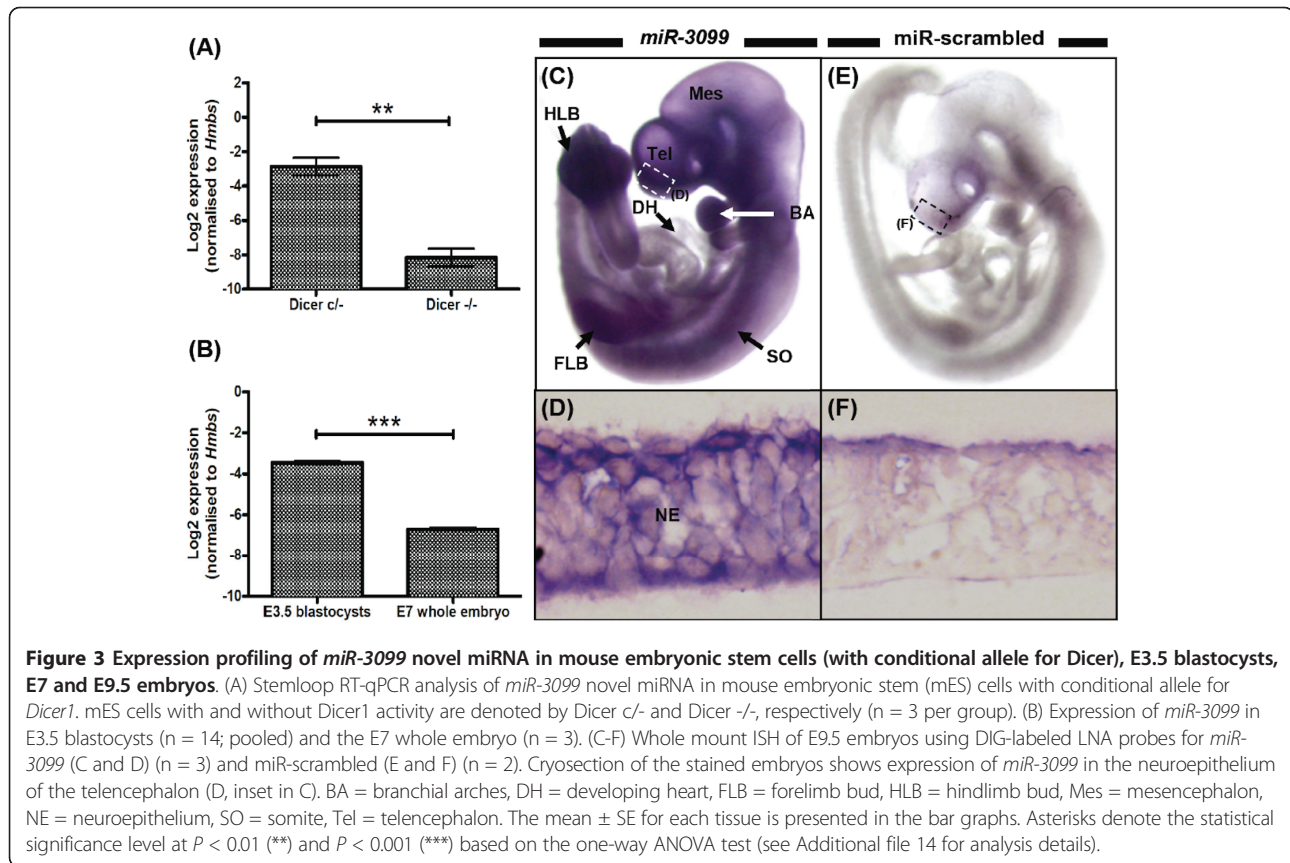 miR-3099
miR-scrambled
(A)
Log2 expression
(normalised to Hmbs)
2
0
-2
-4
-6
-8
-10
**
Dicer c/-
Dicer -/-
(B)
Log2 expression
(normalised to Hmbs)
0
-2
-4
-6
-8
-10
***
E3.5 blastocysts
E7 whole embryo
(C)
Mes
HLB
Tel
(D)
DH
BA
FLB
SO
(E)
(F)
(D)
NE
(F)
Figure 3 Expression profiling of miR-3099 novel miRNA in mouse embryonic stem cells (with conditional allele for Dicer), E3.5 blastocysts,
E7 and E9.5 embryos. (A) Stemloop RT-qPCR analysis of miR-3099 novel miRNA in mouse embryonic stem (mES) cells with conditional allele for
Dicer1. mES cells with and without Dicer1 activity are denoted by Dicer c/- and Dicer -/-, respectively (n = 3 per group). (B) Expression of miR-3099 in
E3.5 blastocysts (n = 14; pooled) and the E7 whole embryo (n = 3). (C-F) Whole mount ISH of E9.5 embryos using DIG-labeled LNA probes for miR-
3099 (C and D) (n = 3) and miR-scrambled (E and F) (n = 2). Cryosection of the stained embryos shows expression of miR-3099 in the neuroepithelium
of the telencephalon (D, inset in C). BA = branchial arches, DH = developing heart, FLB = forelimb bud, HLB = hindlimb bud, Mes = mesencephalon,
NE = neuroepithelium, SO = somite, Tel = telencephalon. The mean ± SE for each tissue is presented in the bar graphs. Asterisks denote the statistical
significance level at P < 0.01 (**) and P < 0.001 (***) based on the one-way ANOVA test (see Additional file 14 for analysis details).